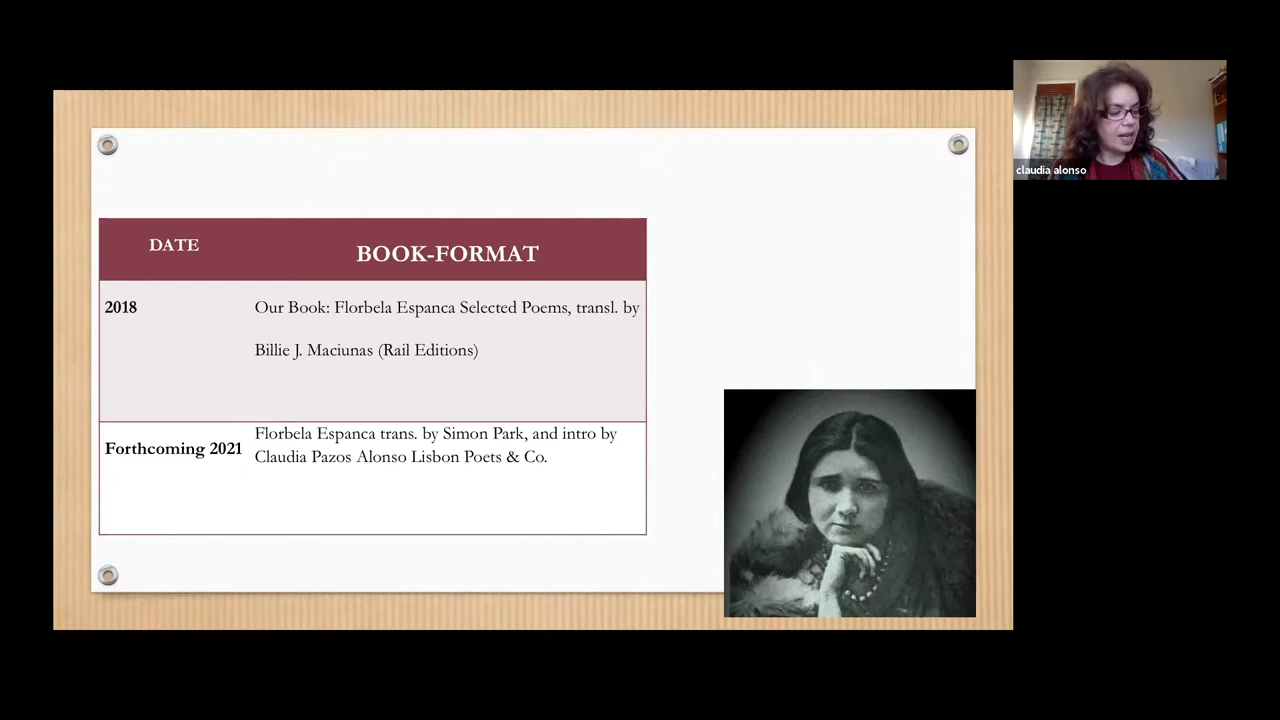 DATE
BOOK-FORMAT
2018
Our Book: Florbela Espanca Selected Poems, transl. by
Billie J. Maciunas (Rail Editions)
Forthcoming 2021
Florbela Espanca trans. by Simon Park, and intro by
Claudia Pazos Alonso Lisbon Poets & Co.
claudia alonso